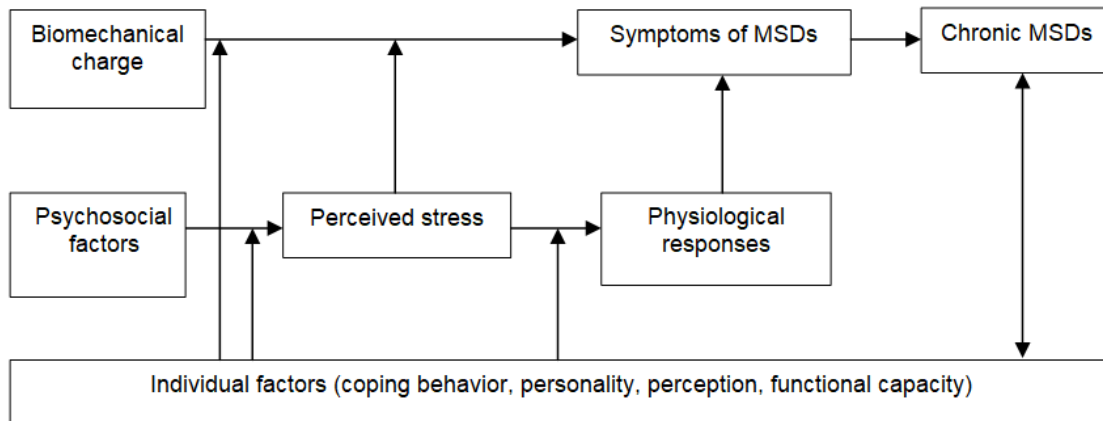 Biomechanical
charge
Symptoms of MSDs
Chronic MSDs
Psychosocial
factors
Perceived stress
Physiological
responses
Individual factors (coping behavior, personality, perception, functional capacity)